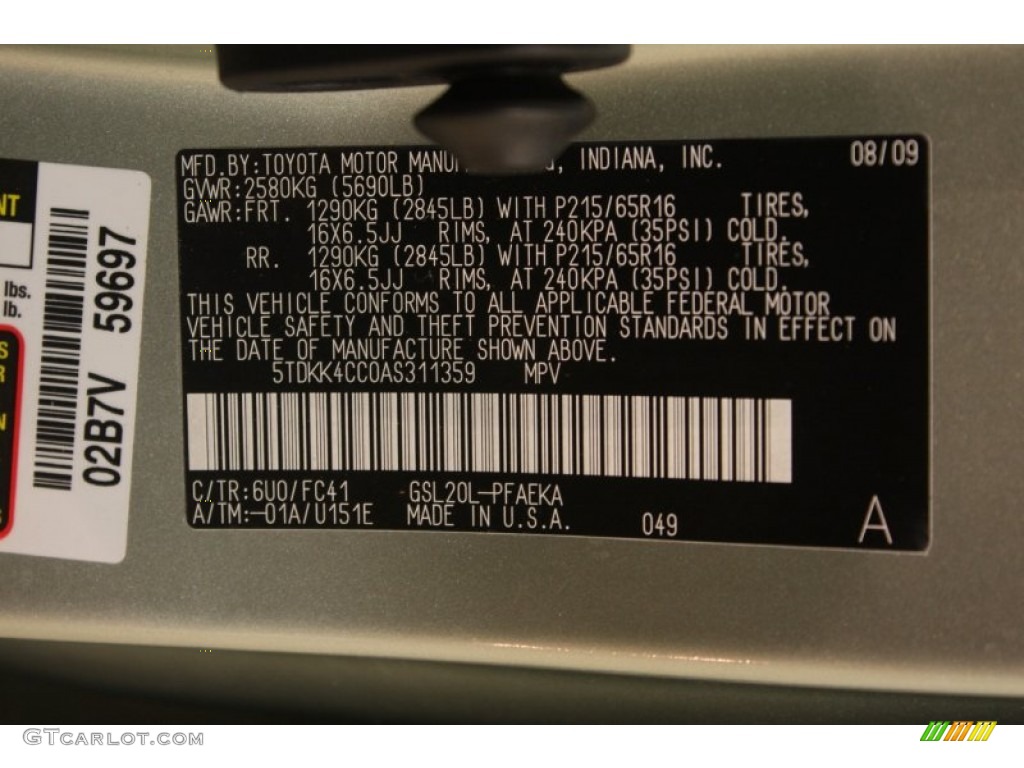 MFD.BY:TOYOTA MOTOR INDIANA, INC. 08/09
GVWR:2580KG (5690LB)
GAWR:FRT. 1290KG (2845LB) WITH P215/65R16 TIRES,
16X6.5JJ RIMS, AT 240KPA (35PSI) COLD.
RR. 1290KG (2845LB) WITH P215/65R16 TIRES,
16X6.5JJ RIMS, AT 240KPA (35PSI) COLD.
THIS VEHICLE CONFORMS TO ALL APPLICABLE FEDERAL MOTOR
VEHICLE SAFETY AND THEFT PREVENTION STANDARDS IN EFFECT ON
THE DATE OF MANUFACTURE SHOWN ABOVE.
5TDKK4CC0AS311359 MPV
C/TR:6U0/FC41 GSL20L-PFAEKA
A/TM:-01A/U151E MADE IN U.S.A. 049 A
lbs.
lb.
02B7V 59697
GTCarlot.com